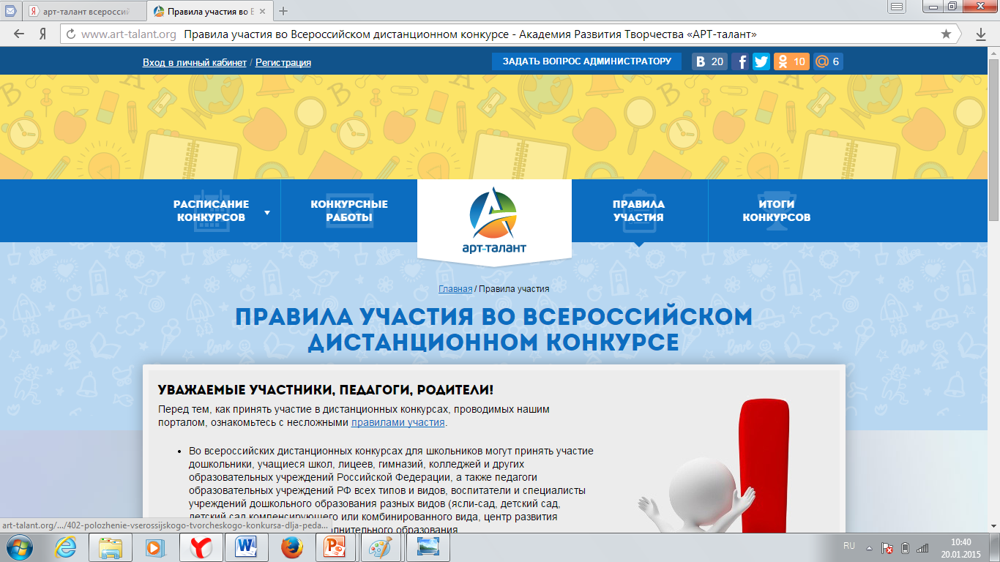 арт-талант всероссий
Правила участия во В
www.art-talant.org Правила участия во Всероссийском дистанционном конкурсе - Академия Развития Творчества «АРТ-талант»
Вход в личный кабинет / Регистрация
ЗАДАТЬ ВОПРОС АДМИНИСТРАТОРУ
20
10
6
РАСПИСАНИЕ
КОНКУРСОВ
КОНКУРСНЫЕ
РАБОТЫ
арт-талант
ПРАВИЛА
УЧАСТИЯ
ИТОГИ
КОНКУРСОВ
Главная / Правила участия
ПРАВИЛА УЧАСТИЯ ВО ВСЕРОССИЙСКОМ
ДИСТАНЦИОННОМ КОНКУРСЕ
УВАЖАЕМЫЕ УЧАСТНИКИ, ПЕДАГОГИ, РОДИТЕЛИ!
Перед тем, как принять участие в дистанционных конкурсах, проводимых нашим
порталом, ознакомьтесь с несложными правилами участия.
• Во всероссийских дистанционных конкурсах для школьников могут принять участие
дошкольники, учащиеся школ, лицеев, гимназий, колледжей и других
образовательных учреждений Российской Федерации, а также педагоги
образовательных учреждений РФ всех типов и видов, воспитатели и специалисты
учреждений дошкольного образования разных видов (ясли-сад, детский сад,
детский сад компенсирующего или комбинированного вида, центр развития
образования
art-talant.org/.../402-polozhenie-vserossijskogo-tvorcheskogo-konkursa-dlja-peda...
RU
10:40
20.01.2015